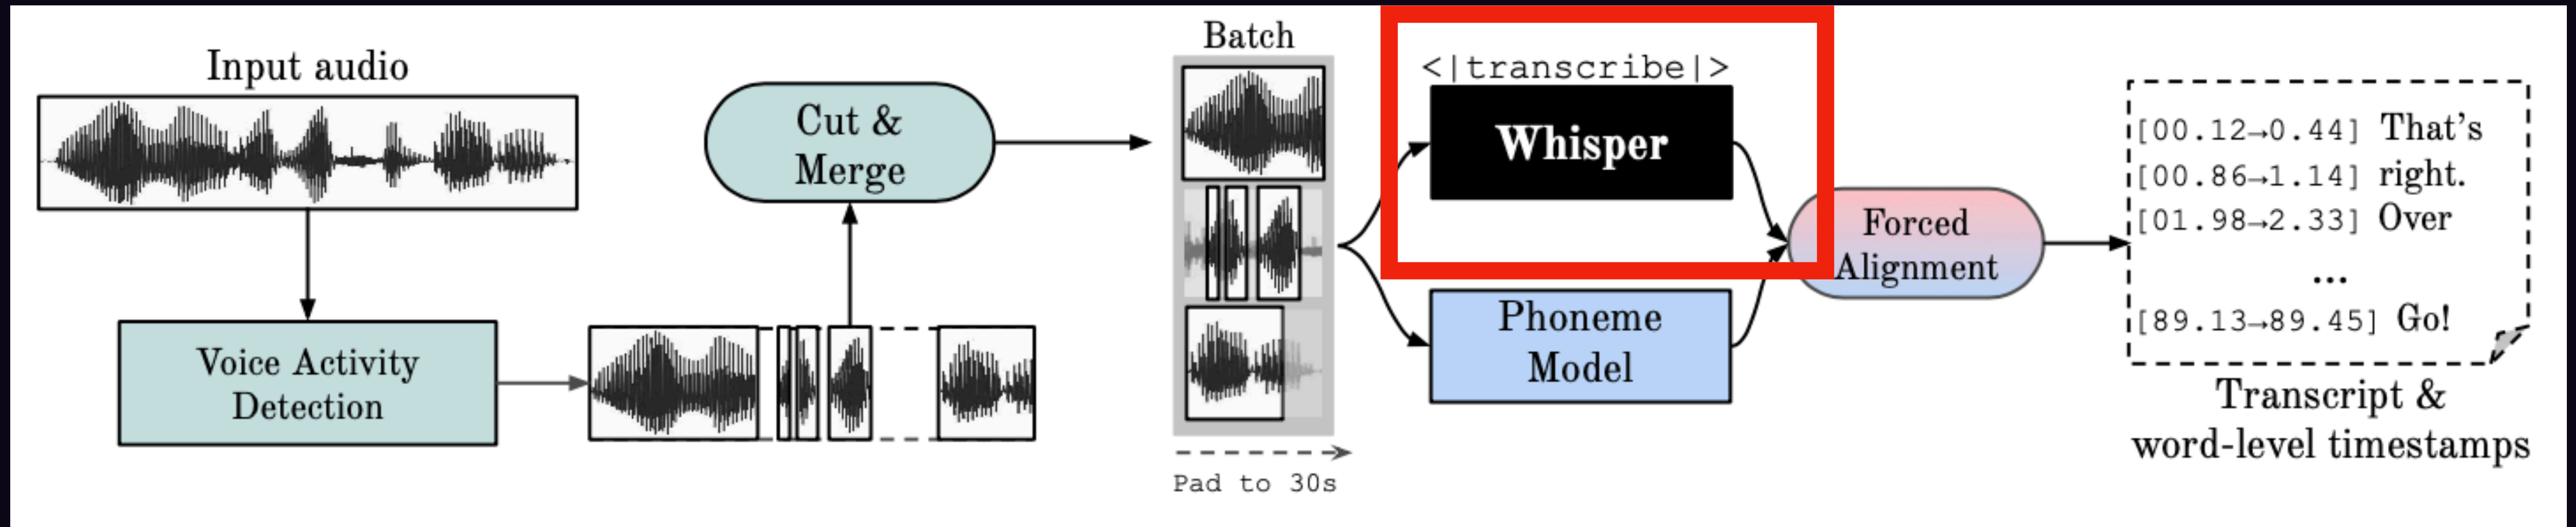 Input audio
Voice Activity
Detection
Cut &
Merge
Batch
Pad to 30s
<|transcribe|>
Whisper
Phoneme
Model
Forced
Alignment
[00.12→0.44] That's
[00.86→1.14] right.
[01.98→2.33] Over
...
[89.13→89.45] Go!
Transcript &
word-level timestamps